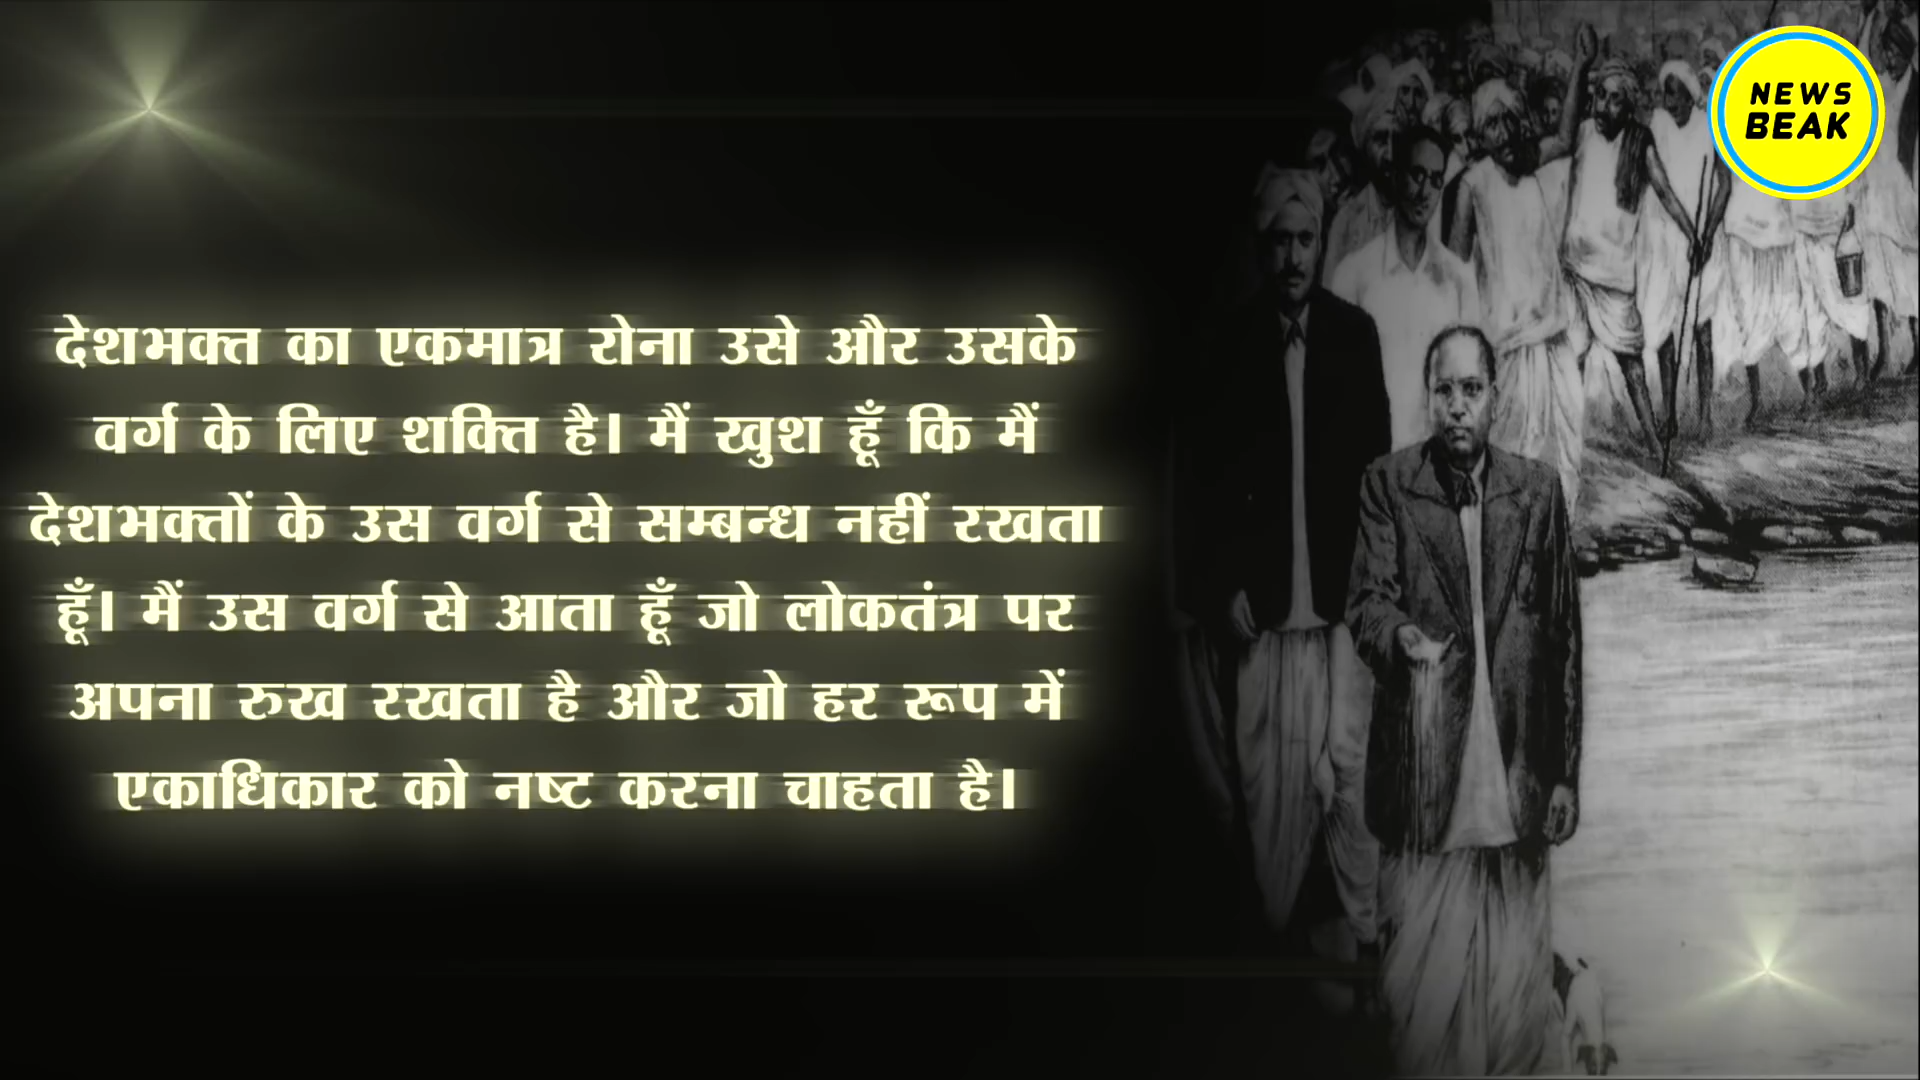 NEWS
BEAK
देशभक्त का एकमात्र रोना उसे और उसके
वर्ग के लिए शक्ति है। मैं खुश हूँ कि मैं
देशभक्तों के उस वर्ग से सम्बन्ध नहीं रखता
हूँ। मैं उस वर्ग से आता हूँ जो लोकतंत्र पर
अपना रुख रखता है और जो हर रूप में
एकाधिकार को नष्ट करना चाहता है।